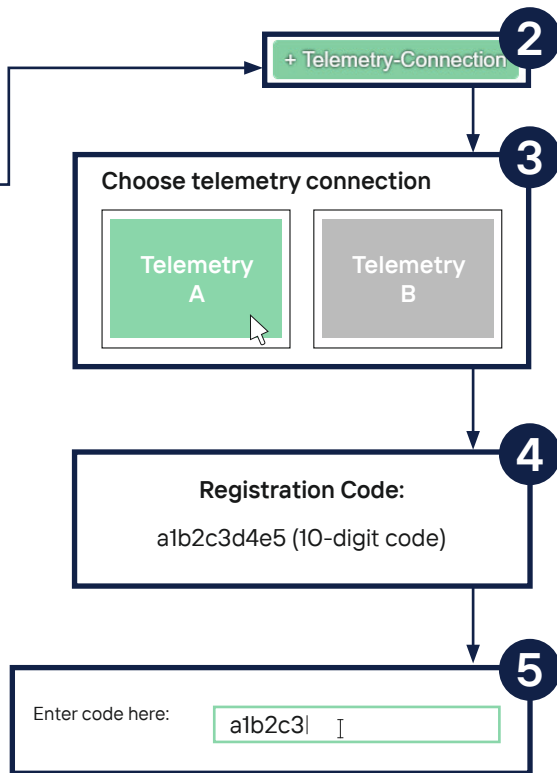 2
+ Telemetry-Connection
3
Choose telemetry connection
Telemetry
A
Telemetry
B
4
Registration Code:
a1b2c3d4e5 (10-digit code)
5
Enter code here:
a1b2c3